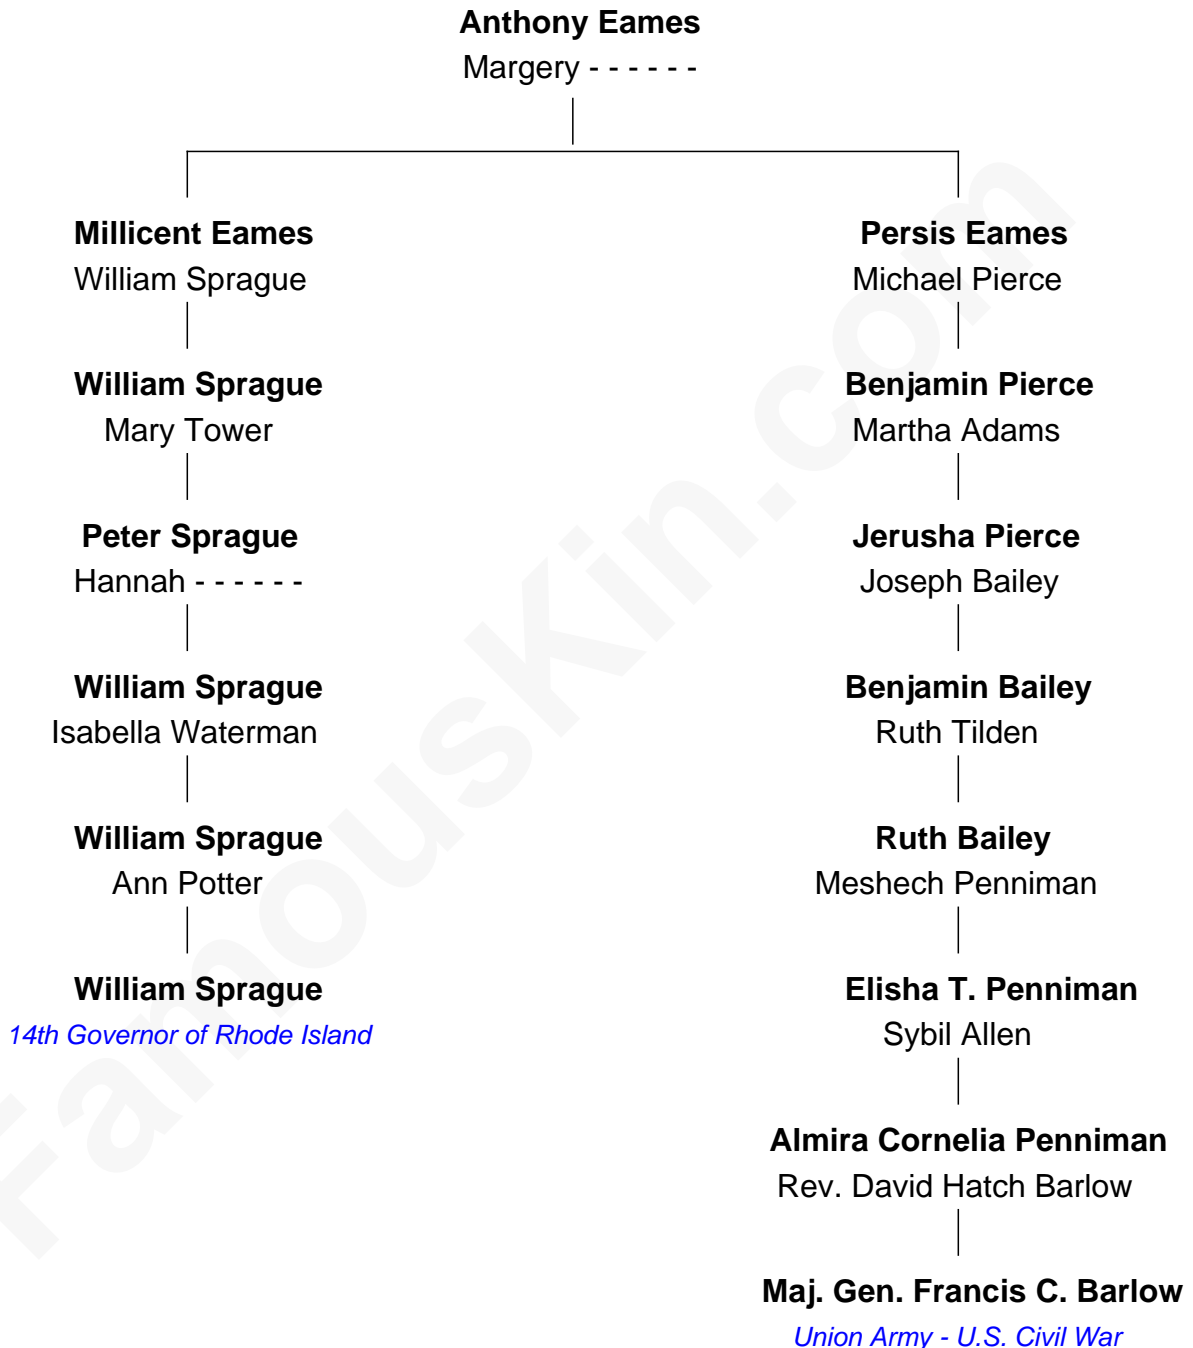 Anthony Eames
Margery - - - - - -
Millicent Eames
William Sprague
Persis Eames
Michael Pierce
William Sprague
Mary Tower
Benjamin Pierce
Martha Adams
Peter Sprague
Hannah - - - - - -
Jerusha Pierce
Joseph Bailey
William Sprague
Isabella Waterman
Benjamin Bailey
Ruth Tilden
William Sprague
Ann Potter
Ruth Bailey
Meshech Penniman
William Sprague
14th Governor of Rhode Island
Elisha T. Penniman
Sybil Allen
Almira Cornelia Penniman
Rev. David Hatch Barlow
Maj. Gen. Francis C. Barlow
Union Army - U.S. Civil War
FamousKin.com